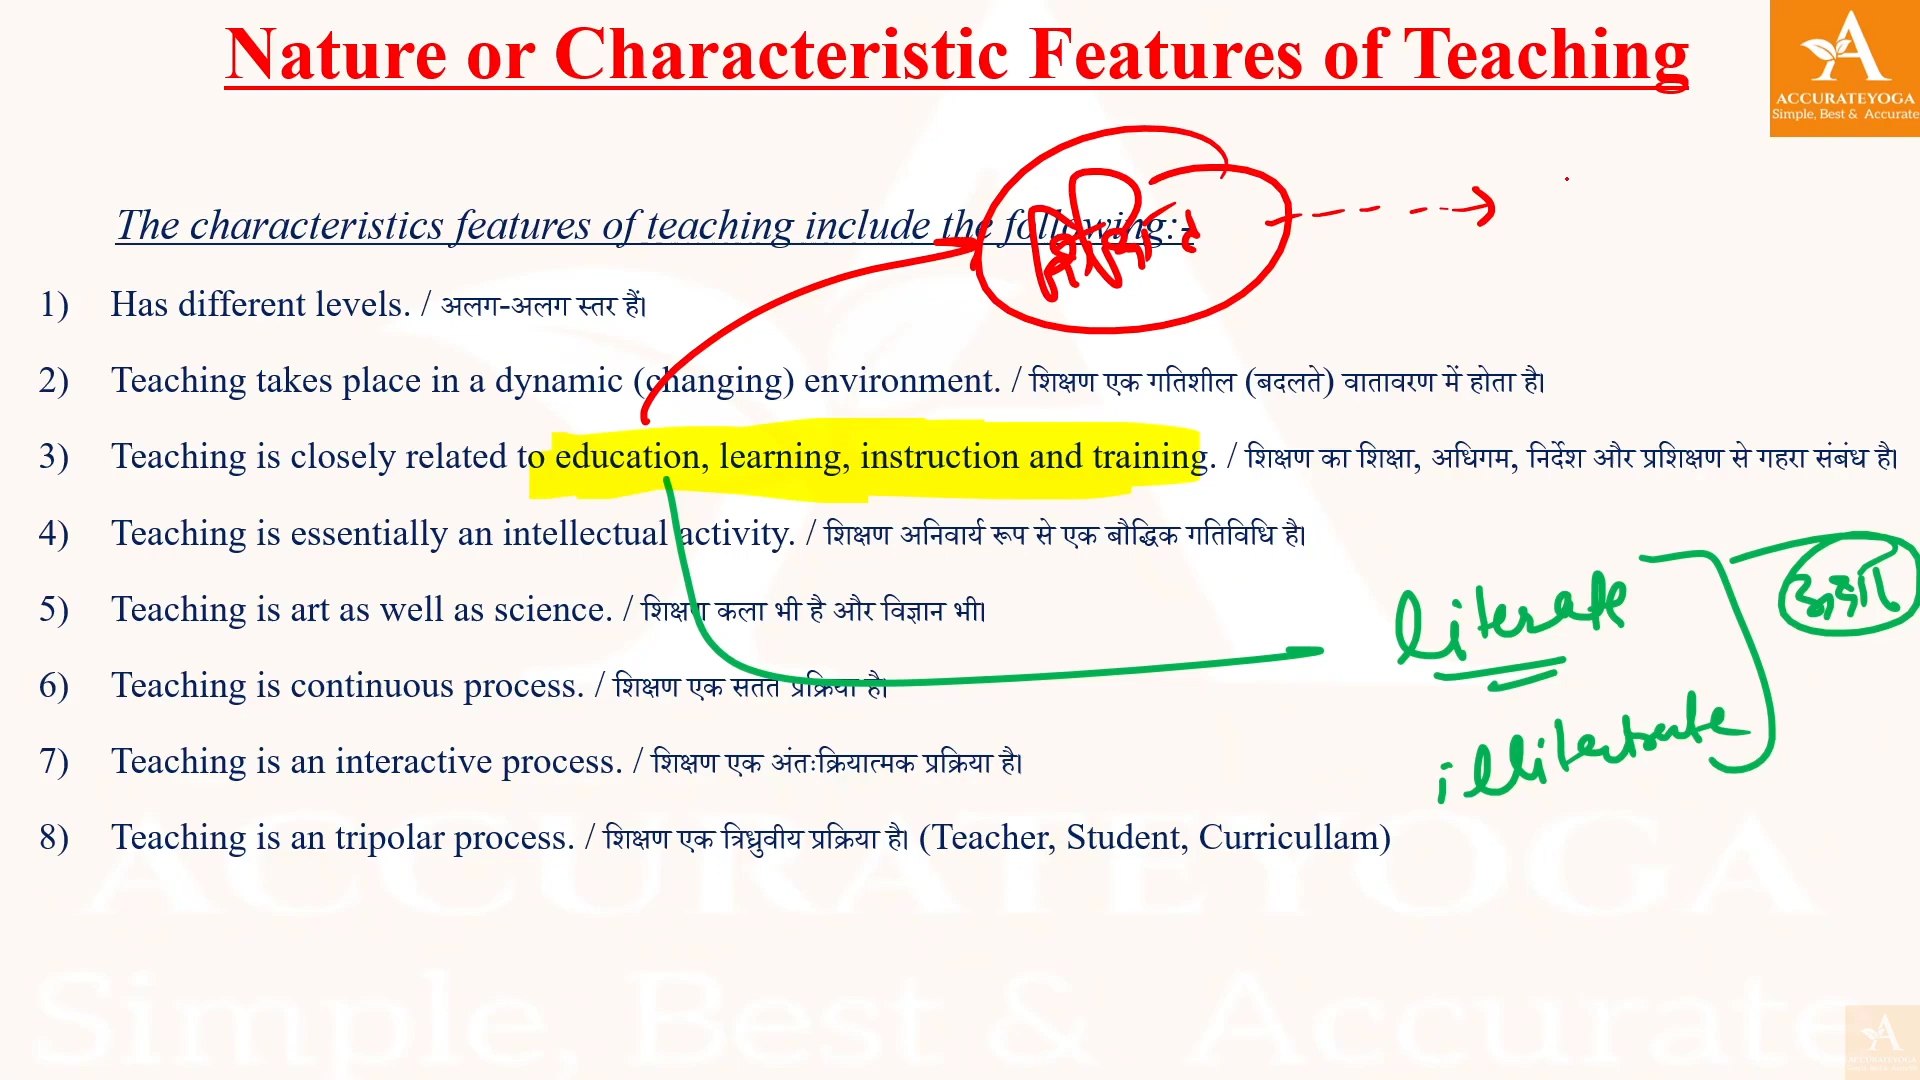 Nature or Characteristic Features of Teaching
A
ACCURATEYOGA
Simple, Best & Accurate
शिक्षित
The characteristics features of teaching include the following:-
1) Has different levels. / अलग-अलग स्तर हैं।
2) Teaching takes place in a dynamic (changing) environment. / शिक्षण एक गतिशील (बदलते) वातावरण में होता है।
3) Teaching is closely related to education, learning, instruction and training. / शिक्षण का शिक्षा, अधिगम, निर्देश और प्रशिक्षण से गहरा संबंध है।
4) Teaching is essentially an intellectual activity. / शिक्षण अनिवार्य रूप से एक बौद्धिक गतिविधि है।
5) Teaching is art as well as science. / शिक्षण कला भी है और विज्ञान भी।
literate
6) Teaching is continuous process. / शिक्षण एक सतत प्रक्रिया है।
7) Teaching is an interactive process. / शिक्षण एक अंतःक्रियात्मक प्रक्रिया है।
8) Teaching is an tripolar process. / शिक्षण एक त्रिध्रुवीय प्रक्रिया है। (Teacher, Student, Curricullam)
ACCURATEYOGA
Simple, Best & Accurate